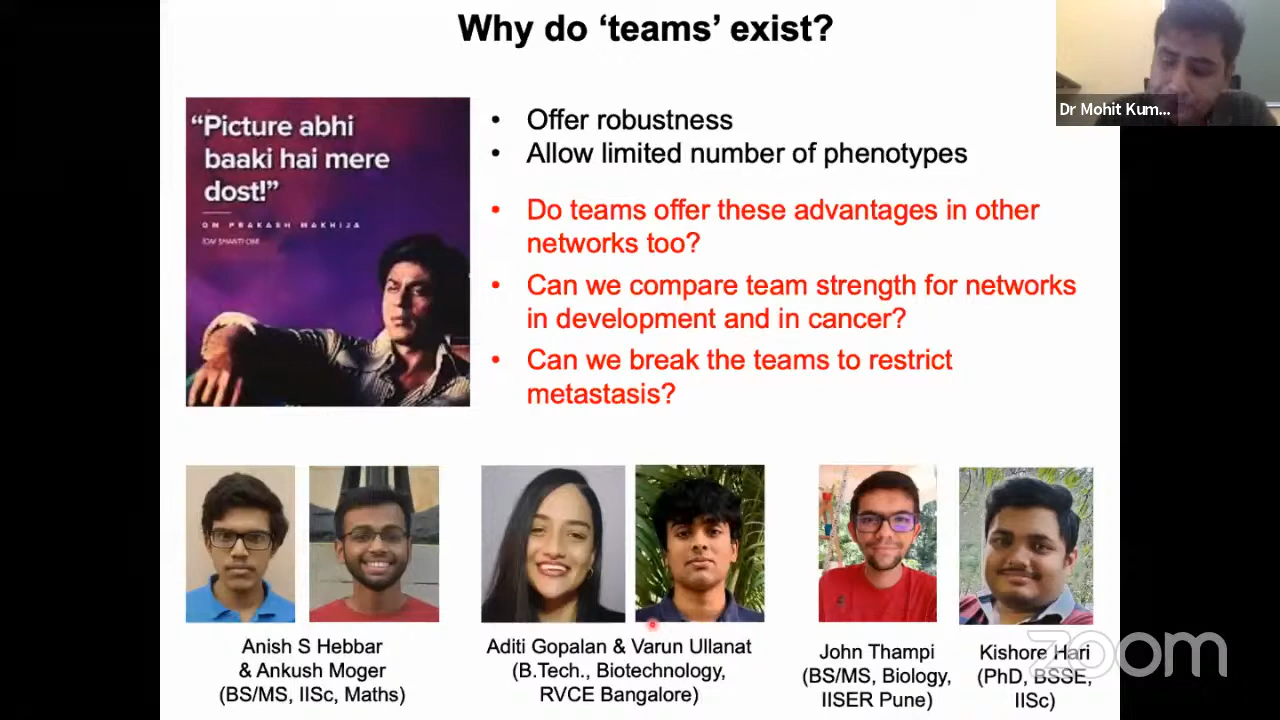 Why do ‘teams’ exist?
Dr Mohit Kum...
“Picture abhi
baaki hai mere
dost!”
OM PRAKASH MAKHIJA
(OM SHANTI OM)
• Offer robustness
• Allow limited number of phenotypes
• Do teams offer these advantages in other
networks too?
• Can we compare team strength for networks
in development and in cancer?
• Can we break the teams to restrict
metastasis?
Anish S Hebbar
& Ankush Moger
(BS/MS, IISc, Maths)
Aditi Gopalan & Varun Ullanat
(B.Tech., Biotechnology,
RVCE Bangalore)
John Thampi
(BS/MS, Biology,
IISER Pune)
Kishore Hari
(PhD, BSSE,
IISc)
zoom